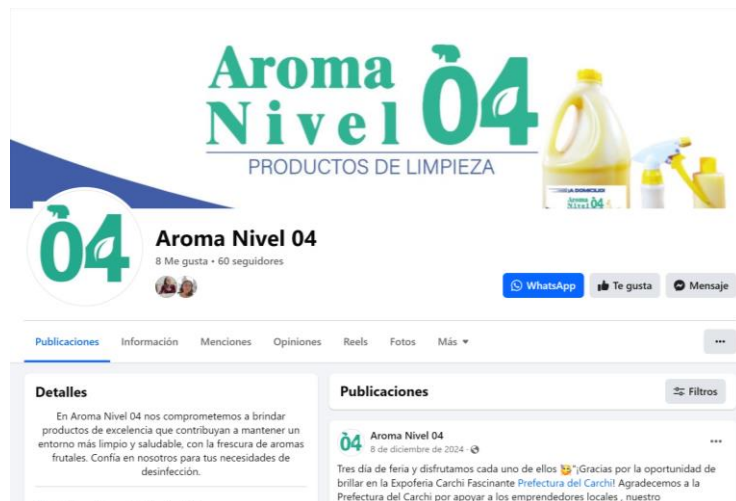 Aroma
Nivel 04
PRODUCTOS DE LIMPIEZA
¡A DOMICILIO!
Aroma
Nivel 04
04
Aroma Nivel 04
8 Me gusta • 60 seguidores
WhatsApp Te gusta Mensaje
Publicaciones Información Menciones Opiniones Reels Fotos Más
Detalles
En Aroma Nivel 04 nos comprometemos a brindar
productos de excelencia que contribuyan a mantener un
entorno más limpio y saludable, con la frescura de aromas
frutales. Confía en nosotros para tus necesidades de
desinfección.
Publicaciones Filtros
04 Aroma Nivel 04
8 de diciembre de 2024 ·
Tres día de feria y disfrutamos cada uno de ellos "¡Gracias por la oportunidad de
brillar en la Expoferia Carchi Fascinante Prefectura del Carchi! Agradecemos a la
Prefectura del Carchi por apoyar a los emprendedores locales , nuestro